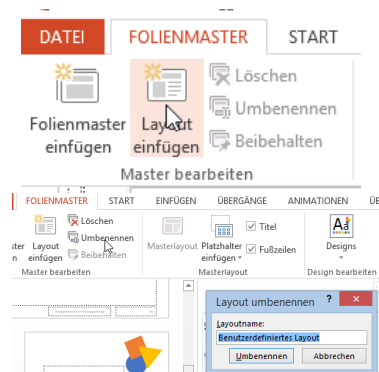 DATEI FOLIENMASTER START
Löschen
Umbenennen
Folienmaster einfügen
Layout einfügen
Beibehalten
Master bearbeiten
FOLIENMASTER START EINFÜGEN ÜBERGÄNGE ANIMATIONEN
Löschen
Umbenennen
Layout einfügen
Beibehalten
Masterlayout
Platzhalter einfügen
Titel
Fußzeilen
Designs
Master bearbeiten Masterlayout Design bearbeiten
Layout umbenennen ? ×
Layoutname:
Benutzerdefiniertes Layout
Umbenennen Abbrechen